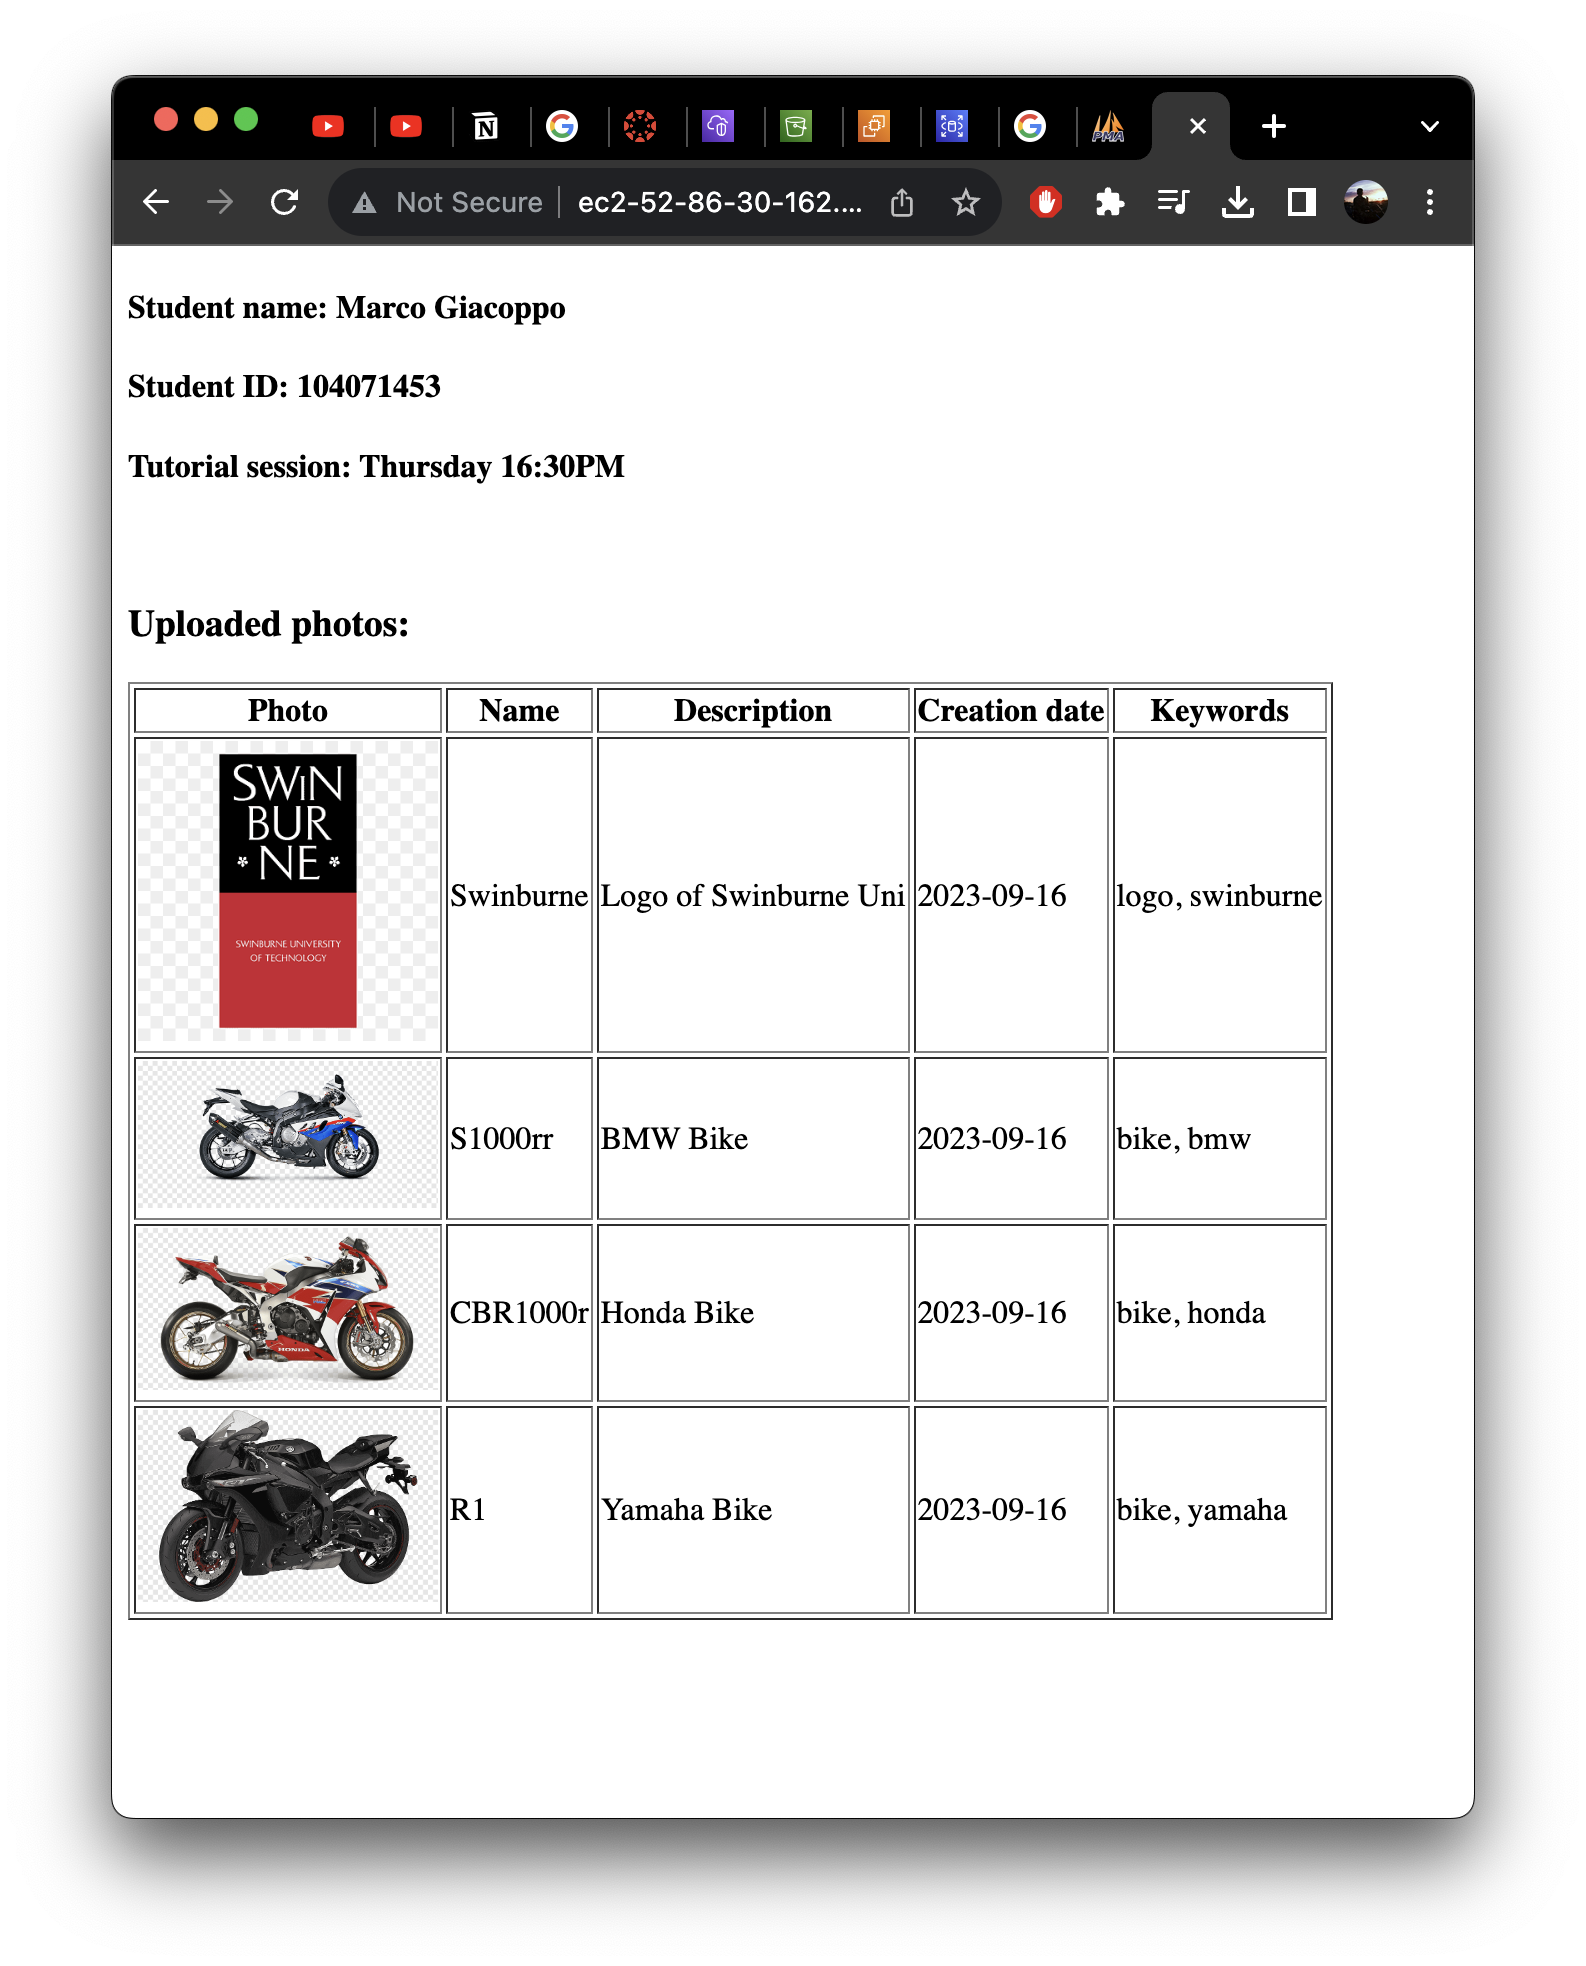 Not Secure
ec2-52-86-30-162....
Student name: Marco Giacoppo
Student ID: 104071453
Tutorial session: Thursday 16:30PM
Uploaded photos:
Photo Name Description Creation date Keywords
SWiN
BUR
NE
SWINBURNE UNIVERSITY
OF TECHNOLOGY
Swinburne Logo of Swinburne Uni 2023-09-16 logo, swinburne
S1000rr BMW Bike 2023-09-16 bike, bmw
HONDA
CBR1000r Honda Bike 2023-09-16 bike, honda
R1 Yamaha Bike 2023-09-16 bike, yamaha
N
PMA